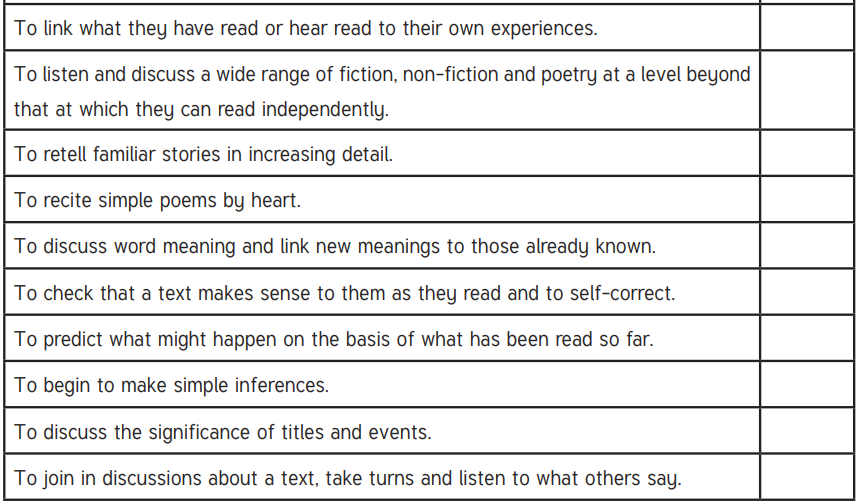 To link what they have read or hear read to their own experiences.
To listen and discuss a wide range of fiction, non-fiction and poetry at a level beyond
that at which they can read independently.
To retell familiar stories in increasing detail.
To recite simple poems by heart.
To discuss word meaning and link new meanings to those already known.
To check that a text makes sense to them as they read and to self-correct.
To predict what might happen on the basis of what has been read so far.
To begin to make simple inferences.
To discuss the significance of titles and events.
To join in discussions about a text, take turns and listen to what others say.